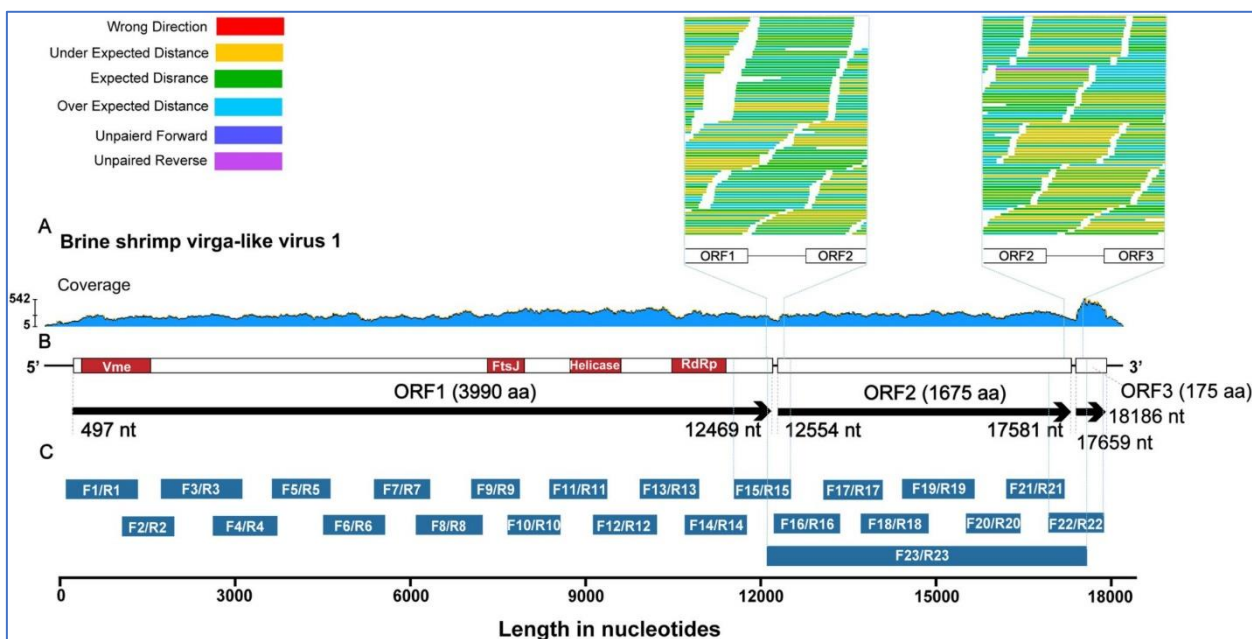 Wrong Direction
Under Expected Distance
Expected Disrance
Over Expected Distance
Unpaierd Forward
Unpaired Reverse
A
Brine shrimp virga-like virus 1
ORF1 ORF2
ORF2 ORF3
Coverage
542
5
B
5’ Vme FtsJ Helicase RdRp 3’
ORF1 (3990 aa) ORF2 (1675 aa) ORF3 (175 aa)
497 nt 12469 nt 12554 nt 17581 nt 18186 nt
17659 nt
C
F1/R1 F3/R3 F5/R5 F7/R7 F9/R9 F11/R11 F13/R13 F15/R15 F17/R17 F19/R19 F21/R21
F2/R2 F4/R4 F6/R6 F8/R8 F10/R10 F12/R12 F14/R14 F16/R16 F18/R18 F20/R20 F22/R22
F23/R23
0 3000 6000 9000 12000 15000 18000
Length in nucleotides